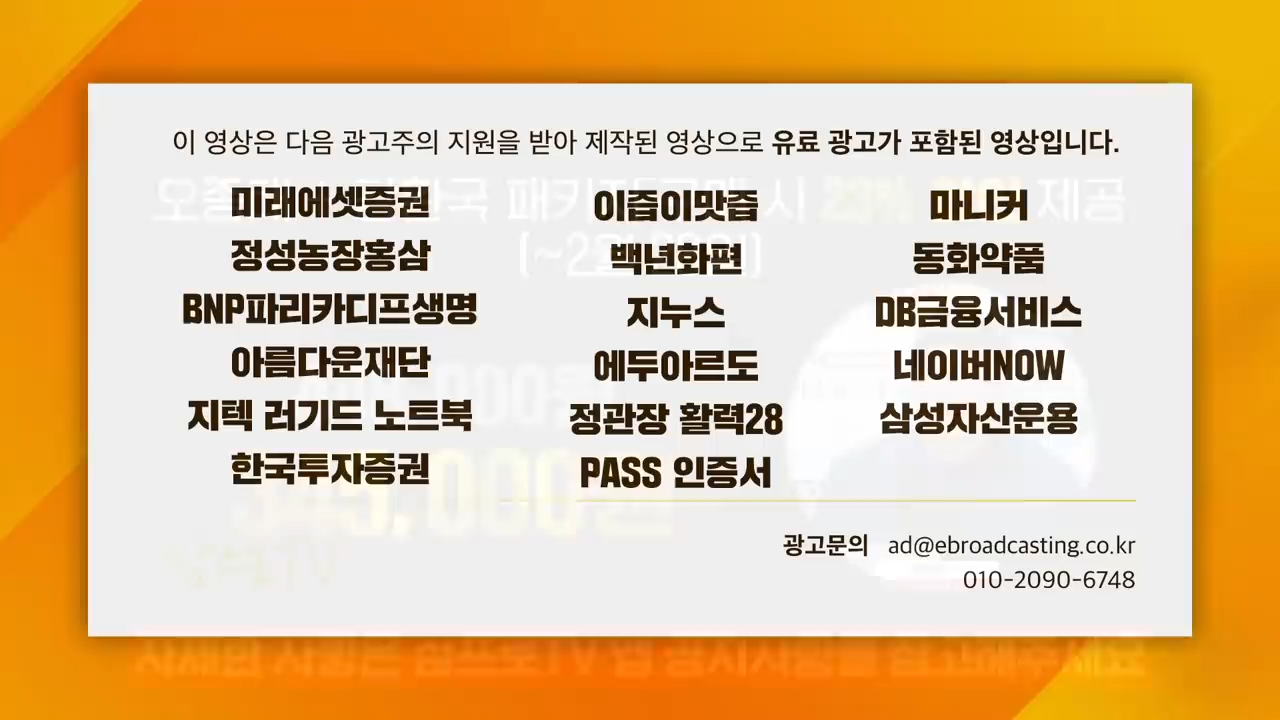 이 영상은 다음 광고주의 지원을 받아 제작된 영상으로 유료 광고가 포함된 영상입니다.
미래에셋증권
정성농장홍삼
BNP파리카디프생명
아름다운재단
지텍 러기드 노트북
한국투자증권
이즙이맛즙
백년화편
지누스
에두아르도
정관장 활력28
PASS 인증서
마니커
동화약품
DB금융서비스
네이버NOW
삼성자산운용
광고문의 ad@ebroadcasting.co.kr
010-2090-6748